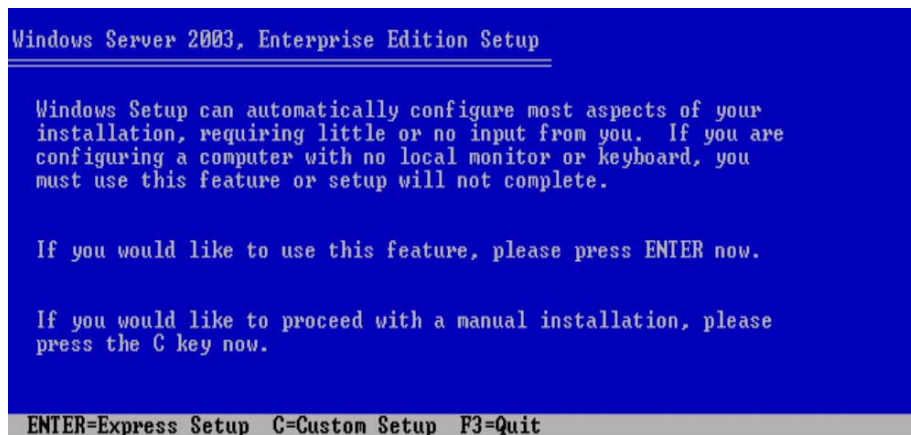 Windows Server 2003, Enterprise Edition Setup
Windows Setup can automatically configure most aspects of your
installation, requiring little or no input from you.  If you are
configuring a computer with no local monitor or keyboard, you
must use this feature or setup will not complete.
If you would like to use this feature, please press ENTER now.
If you would like to proceed with a manual installation, please
press the C key now.
ENTER=Express Setup  C=Custom Setup  F3=Quit